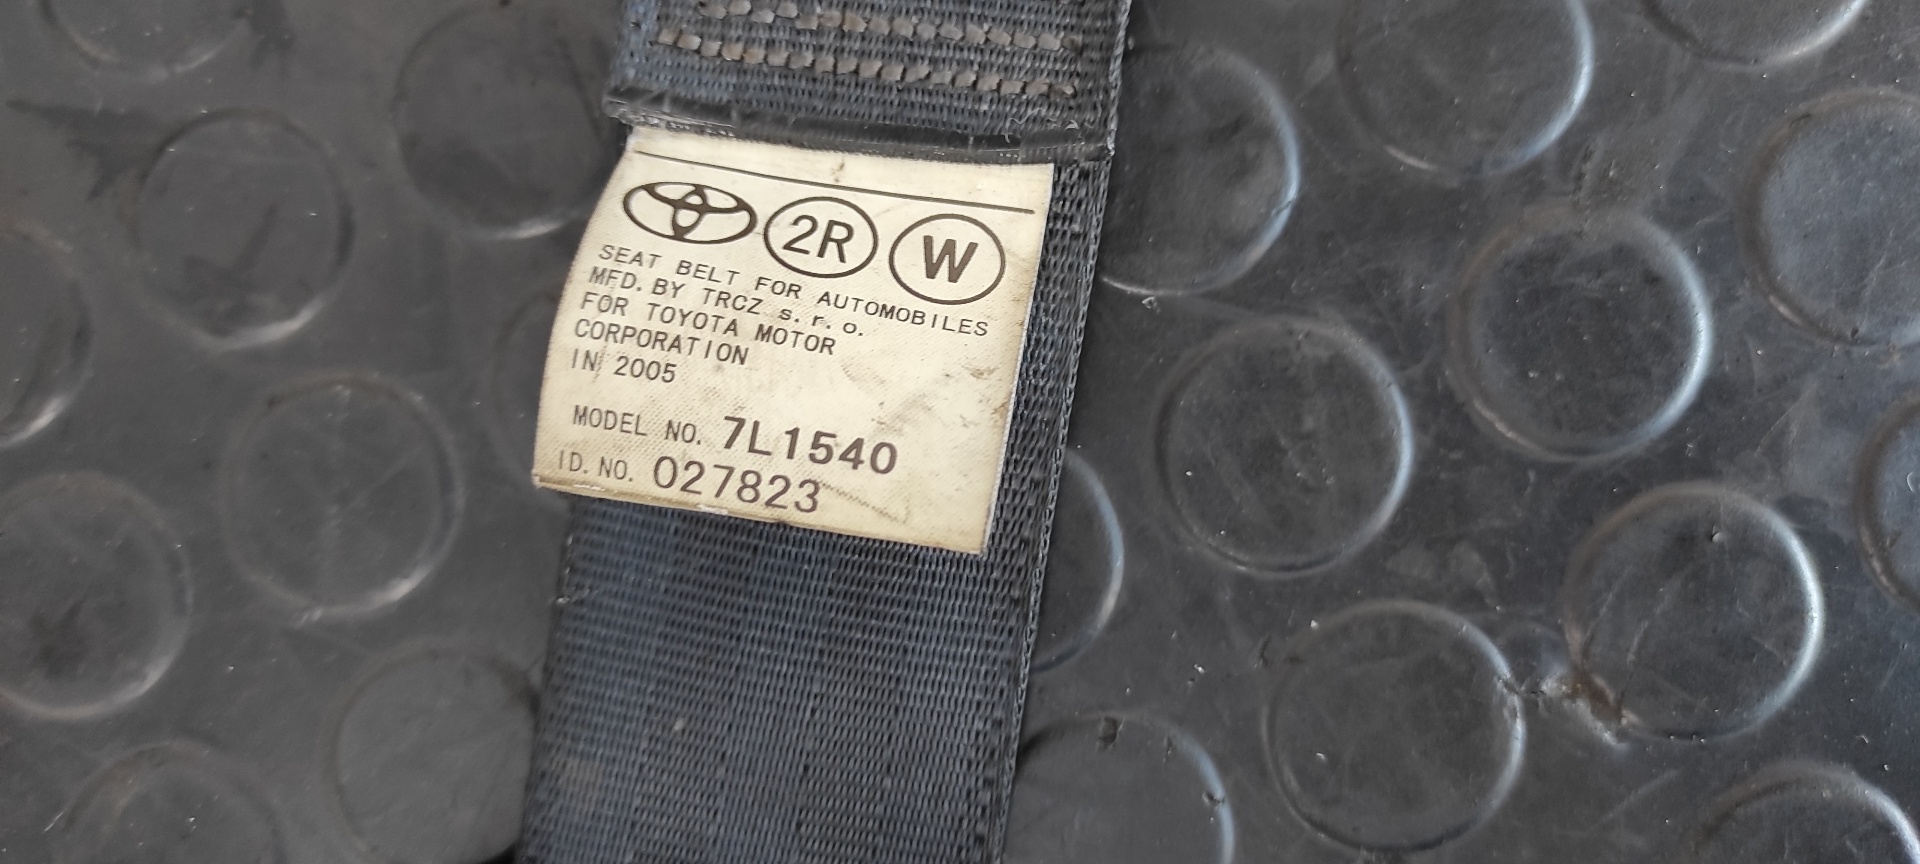 2R W
SEAT BELT FOR AUTOMOBILES
MFD. BY TRCZ s. r. o.
FOR TOYOTA MOTOR
CORPORATION
IN 2005
MODEL NO. 7L1540
ID. NO. 027823